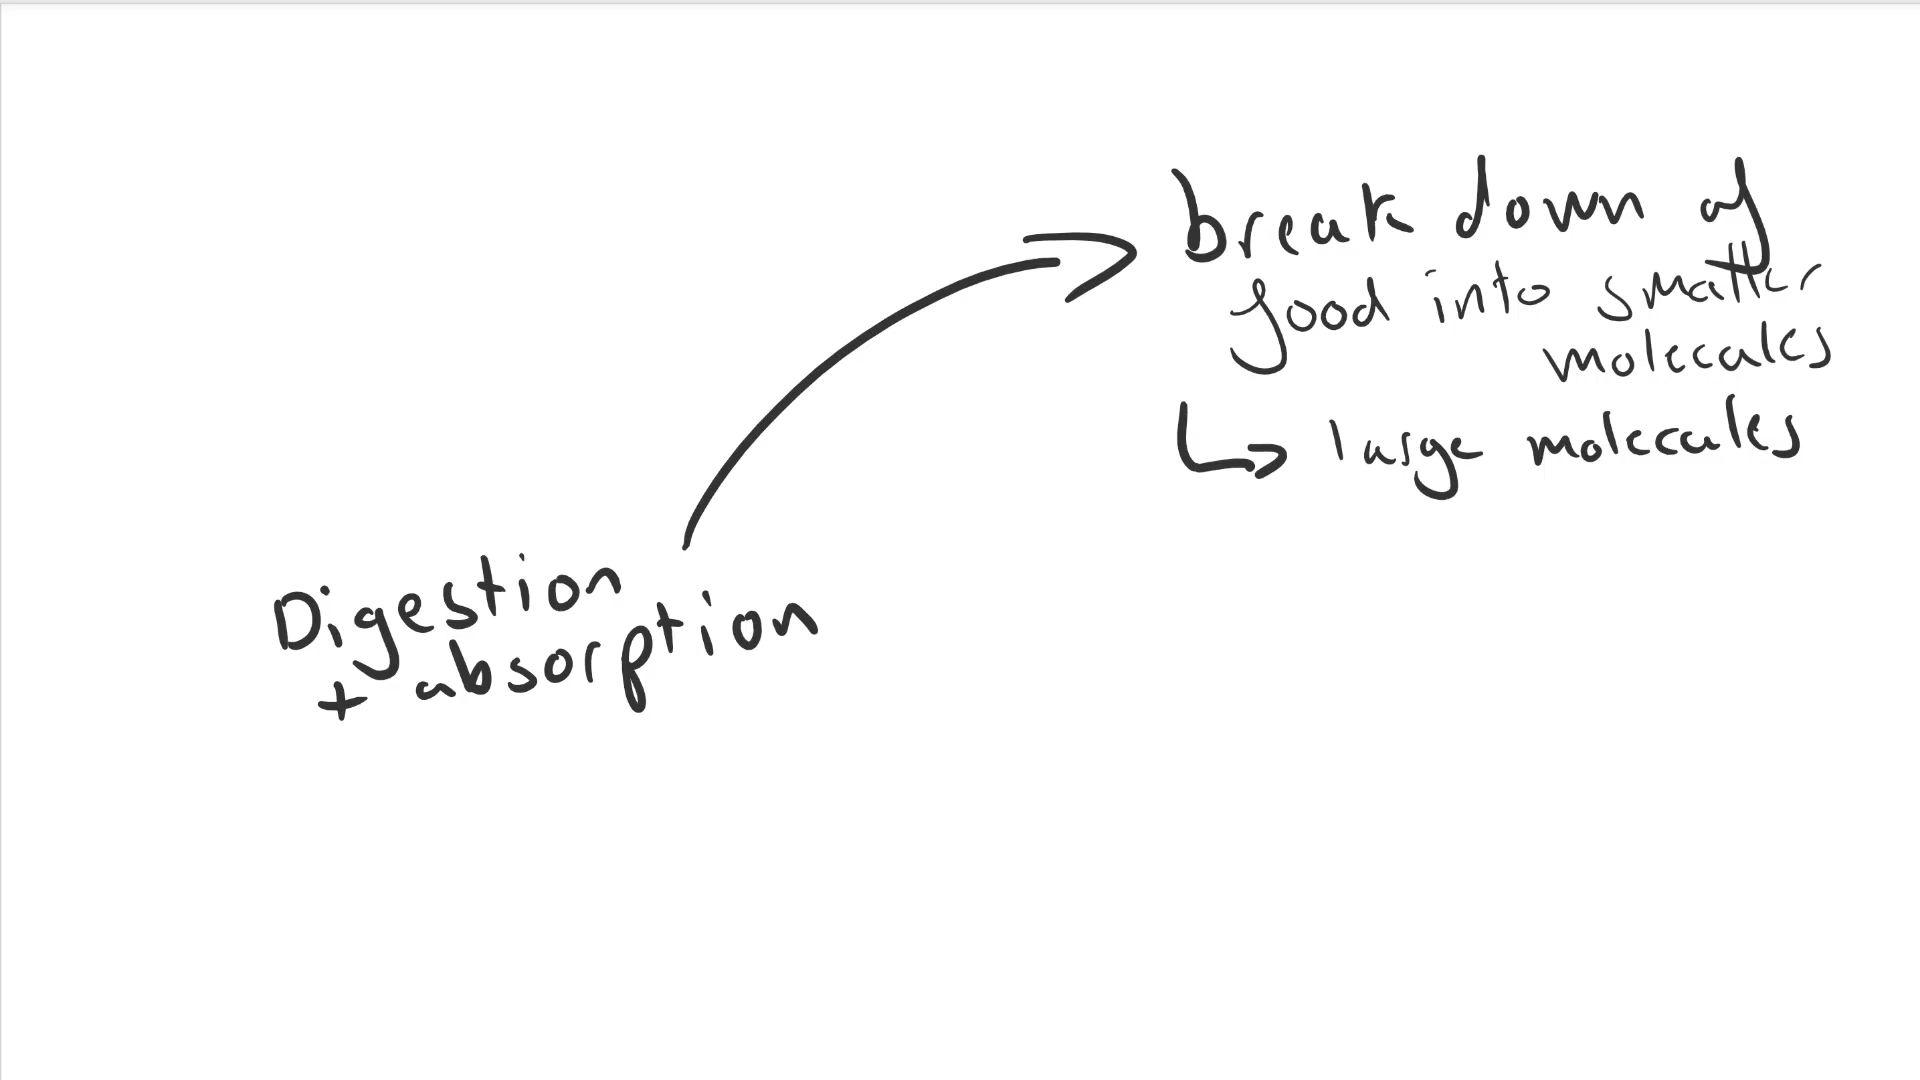 break down of
food into smaller
molecules
large molecules
Digestion
+ absorption